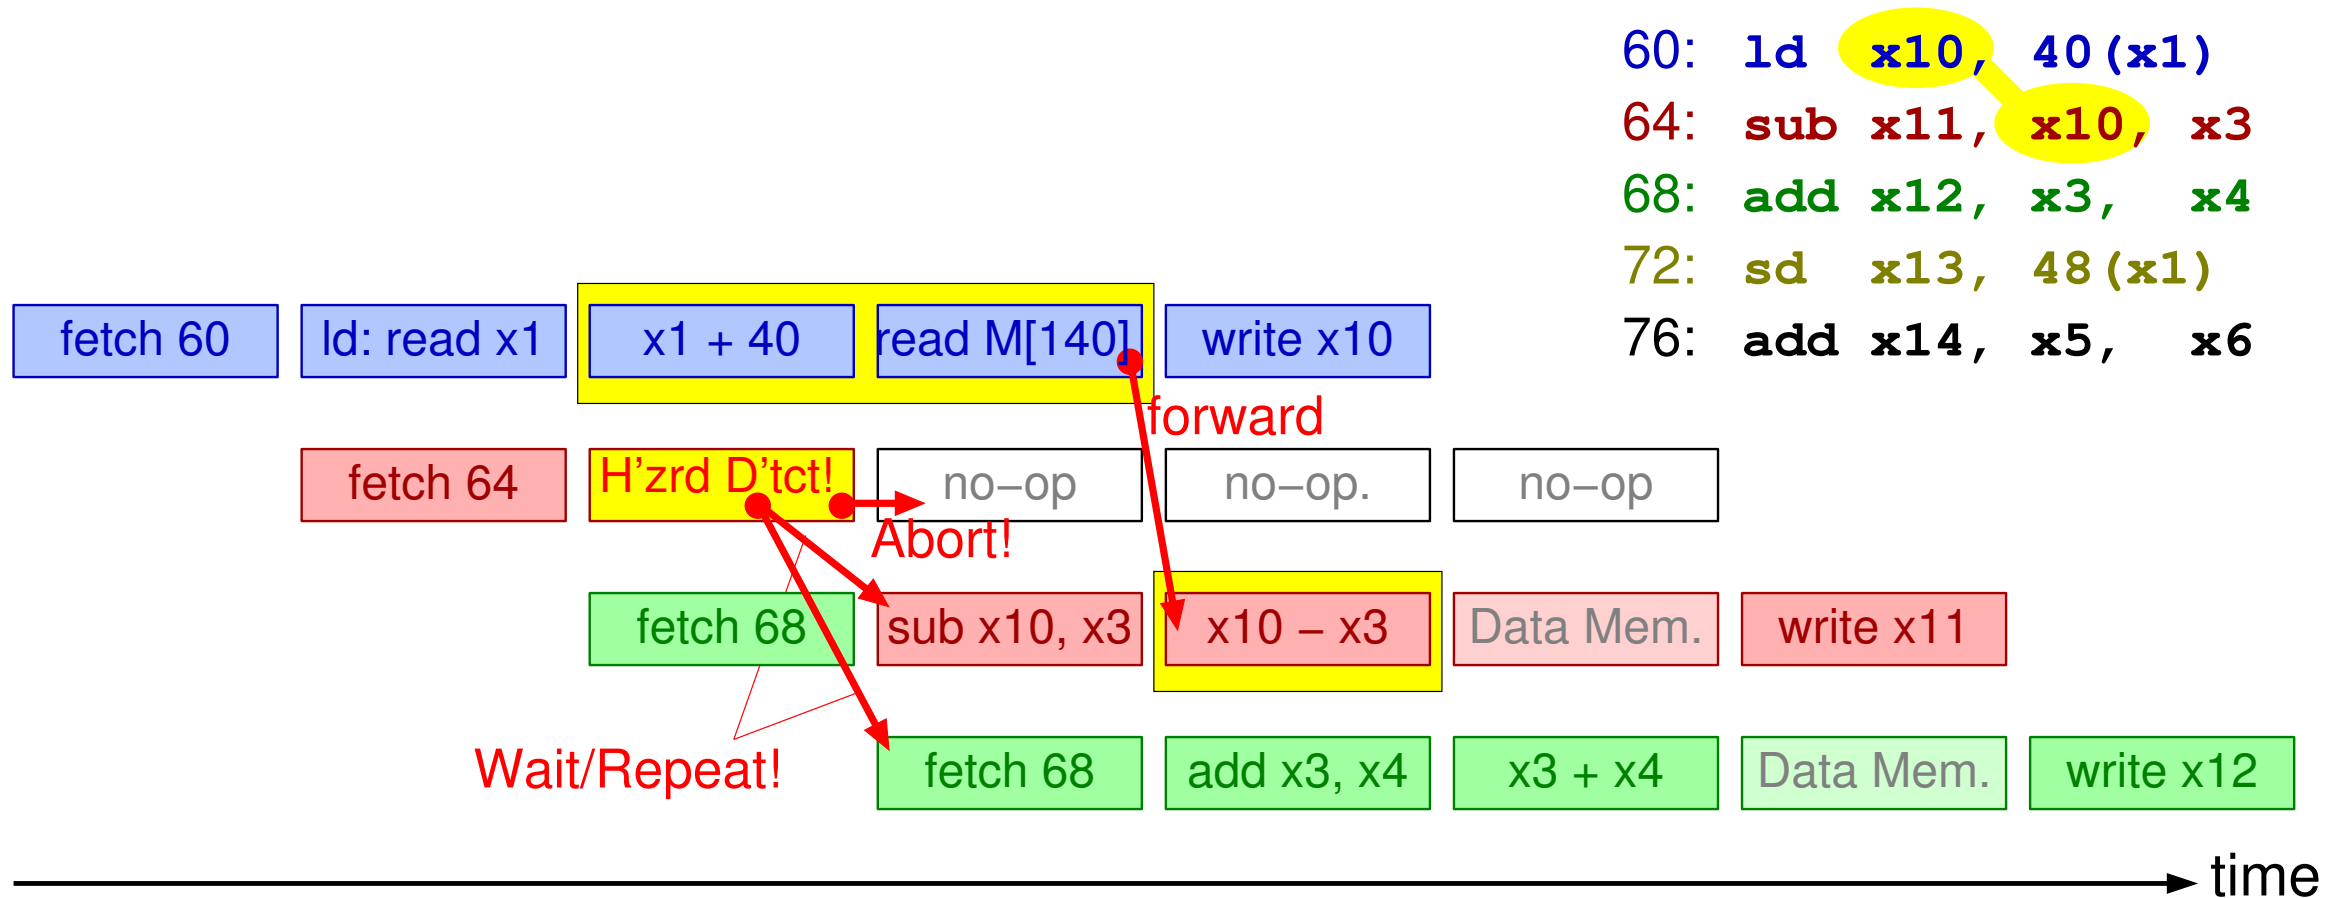 60: ld x10, 40(x1)
64: sub x11, x10, x3
68: add x12, x3, x4
72: sd x13, 48(x1)
76: add x14, x5, x6
fetch 60 ld: read x1 x1 + 40 read M[140] write x10
forward
fetch 64 H’zrd D’tct! no–op no–op. no–op
Abort!
fetch 68 sub x10, x3 x10 – x3 Data Mem. write x11
Wait/Repeat!
fetch 68 add x3, x4 x3 + x4 Data Mem. write x12
time